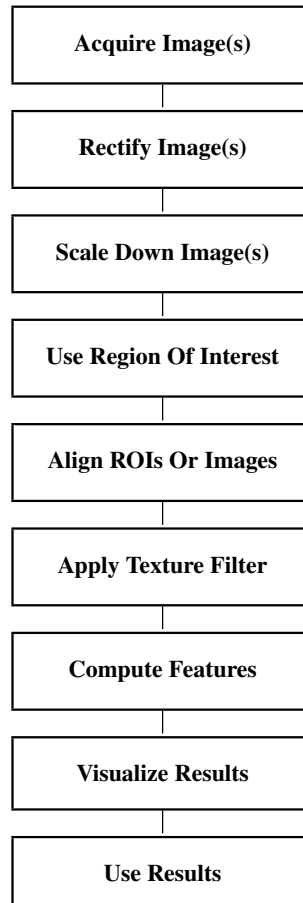 Acquire Image(s)
Rectify Image(s)
Scale Down Image(s)
Use Region Of Interest
Align ROIs Or Images
Apply Texture Filter
Compute Features
Visualize Results
Use Results